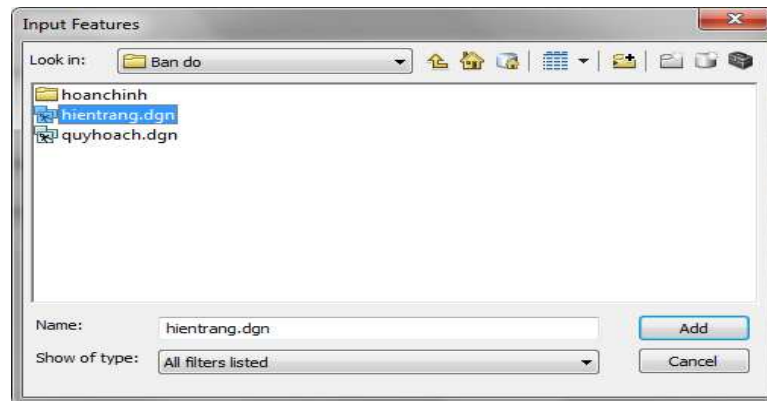 Input Features
Look in: Ban do
hoanchinh
hientrang.dgn
quyhoach.dgn
Name: hientrang.dgn Add
Show of type: All filters listed Cancel